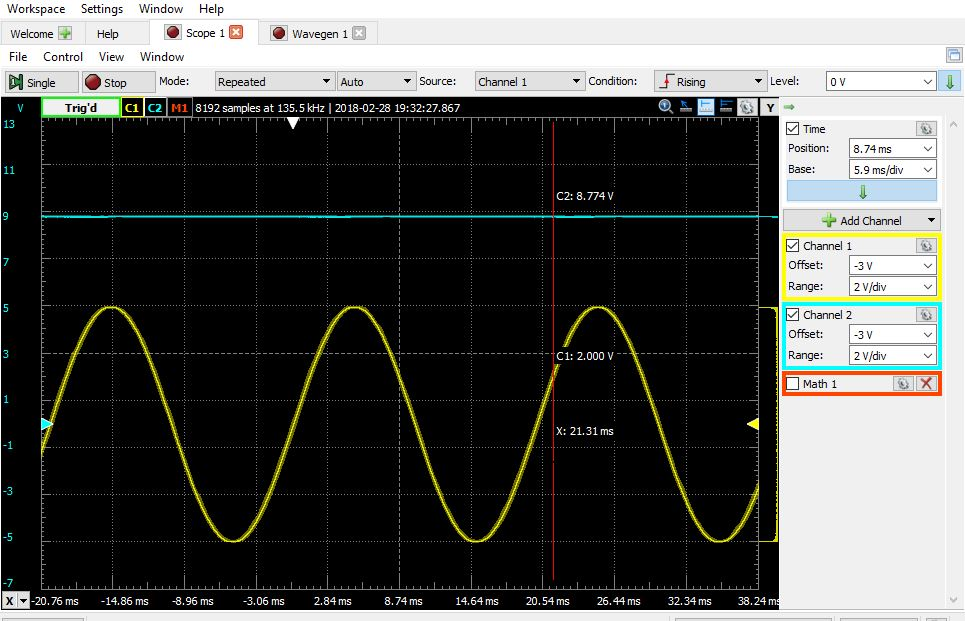 Workspace Settings Window Help
Welcome Help Scope 1 Wavegen 1
File Control View Window
Single Stop Mode: Repeated Auto Source: Channel 1 Condition: Rising Level: 0 V
V Trig'd C1 C2 M1 8192 samples at 135.5 kHz | 2018-02-28 19:32:27.867 Y
13
11
9
7
5
3
1
-1
-3
-5
-7
C2: 8.774 V
C1: 2.000 V
X: 21.31 ms
X -20.76 ms -14.86 ms -8.96 ms -3.06 ms 2.84 ms 8.74 ms 14.64 ms 20.54 ms 26.44 ms 32.34 ms 38.24 ms
Time
Position: 8.74 ms
Base: 5.9 ms/div
Add Channel
Channel 1
Offset: -3 V
Range: 2 V/div
Channel 2
Offset: -3 V
Range: 2 V/div
Math 1